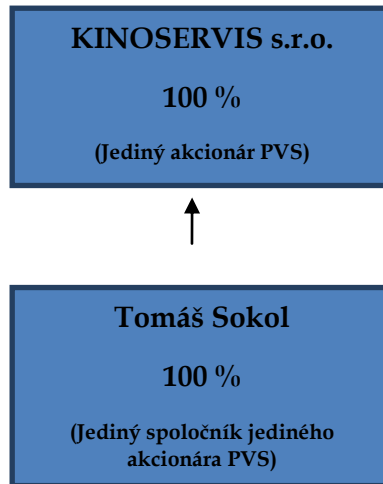 KINOSERVIS s.r.o.
100 %
(Jediný akcionár PVS)
Tomáš Sokol
100 %
(Jediný spoločník jediného
akcionára PVS)